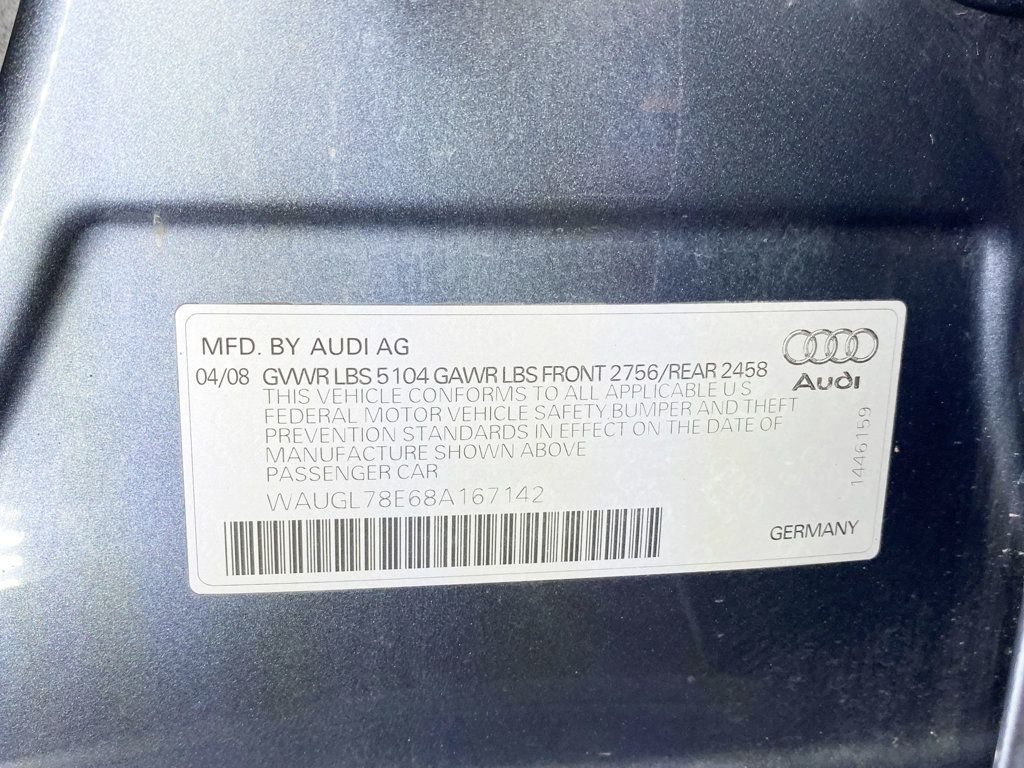 MFD. BY AUDI AG
04/08 GVWR LBS 5104 GAWR LBS FRONT 2756/REAR 2458
THIS VEHICLE CONFORMS TO ALL APPLICABLE U S
FEDERAL MOTOR VEHICLE SAFETY BUMPER AND THEFT
PREVENTION STANDARDS IN EFFECT ON THE DATE OF
MANUFACTURE SHOWN ABOVE
PASSENGER CAR
WAUGL78E68A167142
Audi
1446159
GERMANY